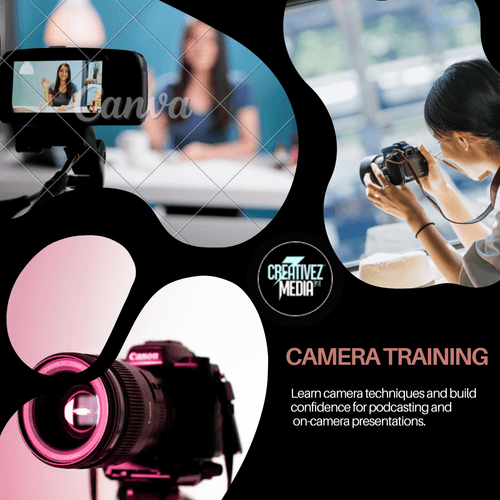 Canva
CREATIVEZ
MEDIA
CAMERA TRAINING
Learn camera techniques and build
confidence for podcasting and
on-camera presentations.
Canon